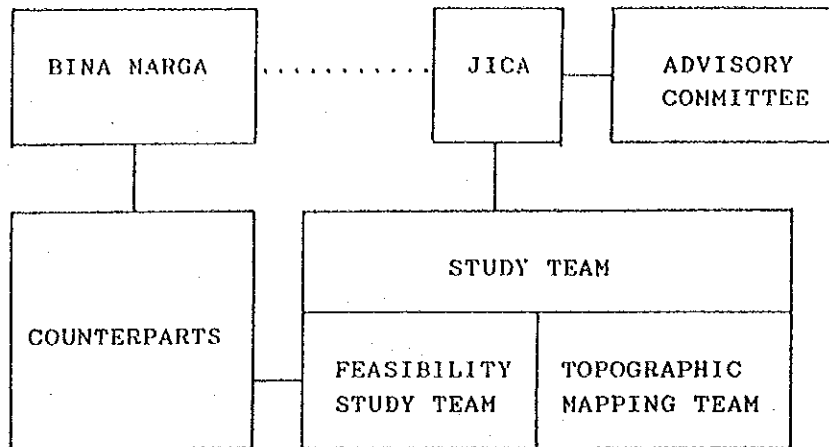 BINA MARGA
JICA
ADVISORY
COMMITTEE
STUDY TEAM
COUNTERPARTS
FEASIBILITY
STUDY TEAM
TOPOGRAPHIC
MAPPING TEAM